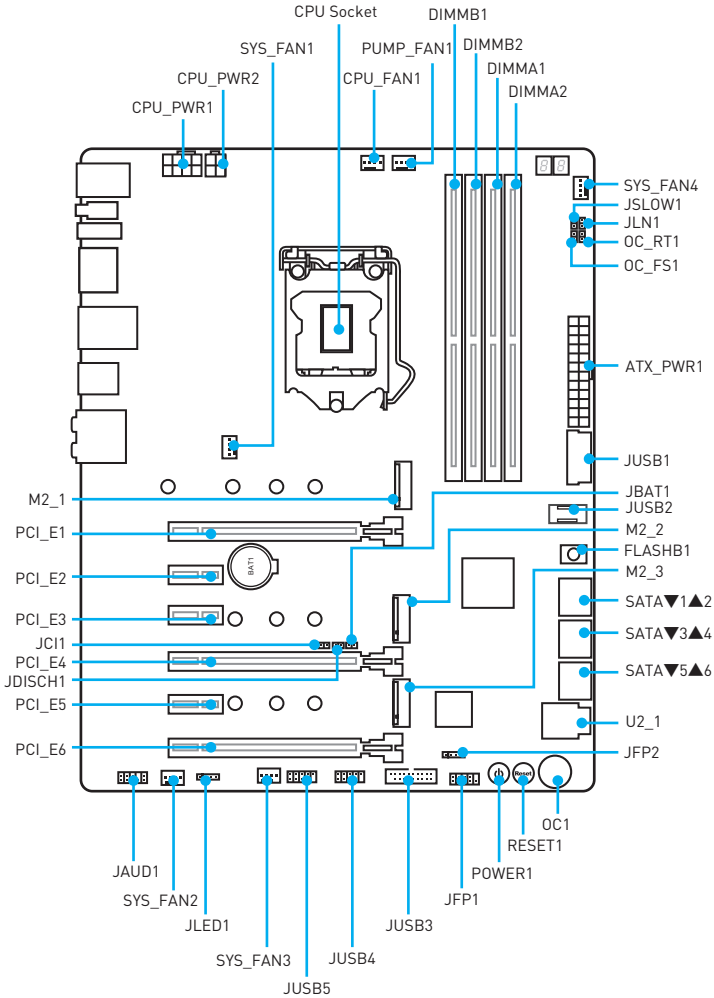 CPU Socket
DIMMB1
SYS_FAN1
PUMP_FAN1
DIMMB2
CPU_PWR2
CPU_FAN1
DIMMA1
CPU_PWR1
DIMMA2
8 8
SYS_FAN4
JSLOW1
JLN1
OC_RT1
OC_FS1
ATX_PWR1
JUSB1
JBAT1
M2_1
JUSB2
M2_2
PCI_E1
FLASHB1
BAT1
M2_3
PCI_E2
SATA▼1▲2
PCI_E3
SATA▼3▲4
JCI1
PCI_E4
SATA▼5▲6
JDISCH1
PCI_E5
U2_1
PCI_E6
JFP2
Reset
OC1
RESET1
JAUD1
POWER1
SYS_FAN2
JFP1
JLED1
JUSB3
SYS_FAN3
JUSB4
JUSB5